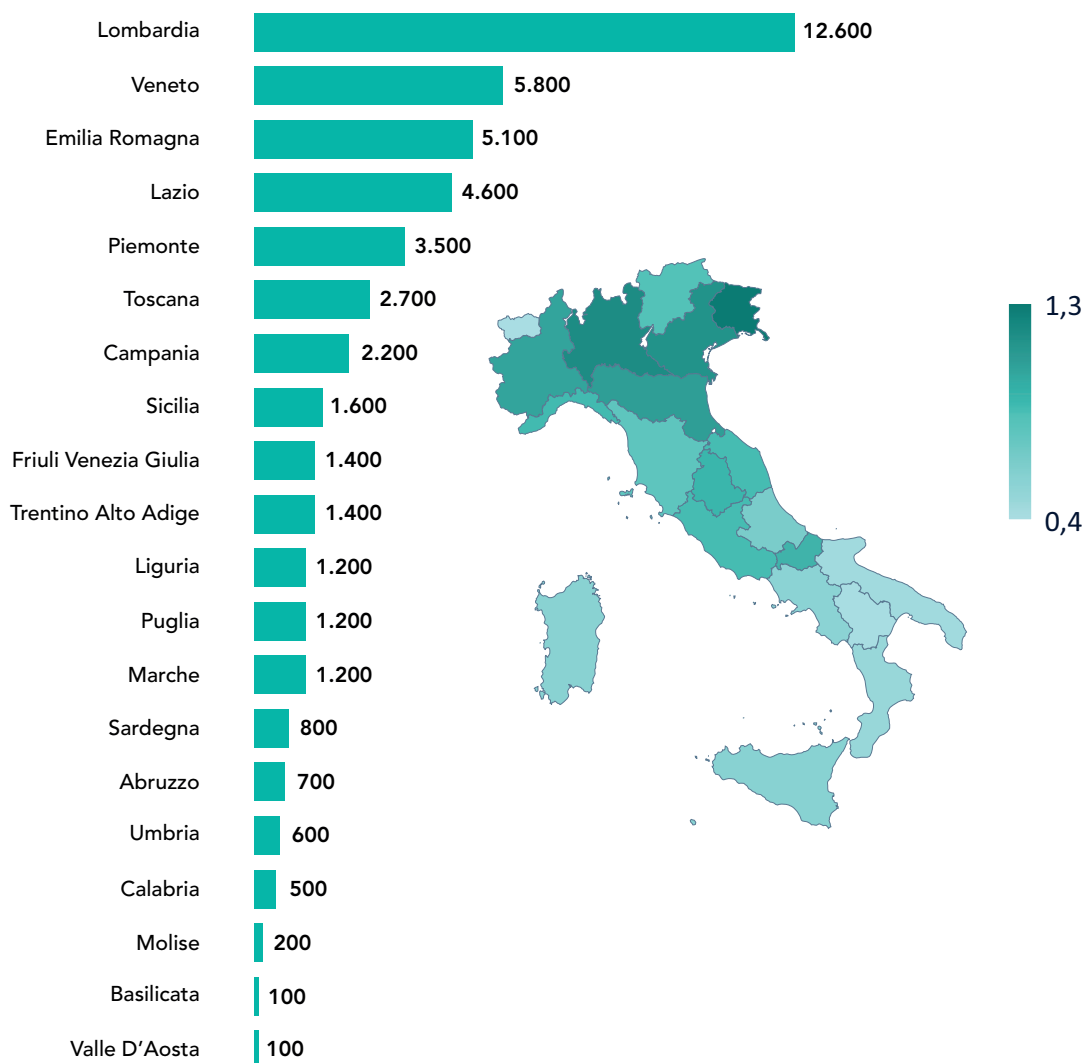 Lombardia 12.600
Veneto 5.800
Emilia Romagna 5.100
Lazio 4.600
Piemonte 3.500
Toscana 2.700
Campania 2.200
Sicilia 1.600
Friuli Venezia Giulia 1.400
Trentino Alto Adige 1.400
Liguria 1.200
Puglia 1.200
Marche 1.200
Sardegna 800
Abruzzo 700
Umbria 600
Calabria 500
Molise 200
Basilicata 100
Valle D’Aosta 100
1,3
0,4